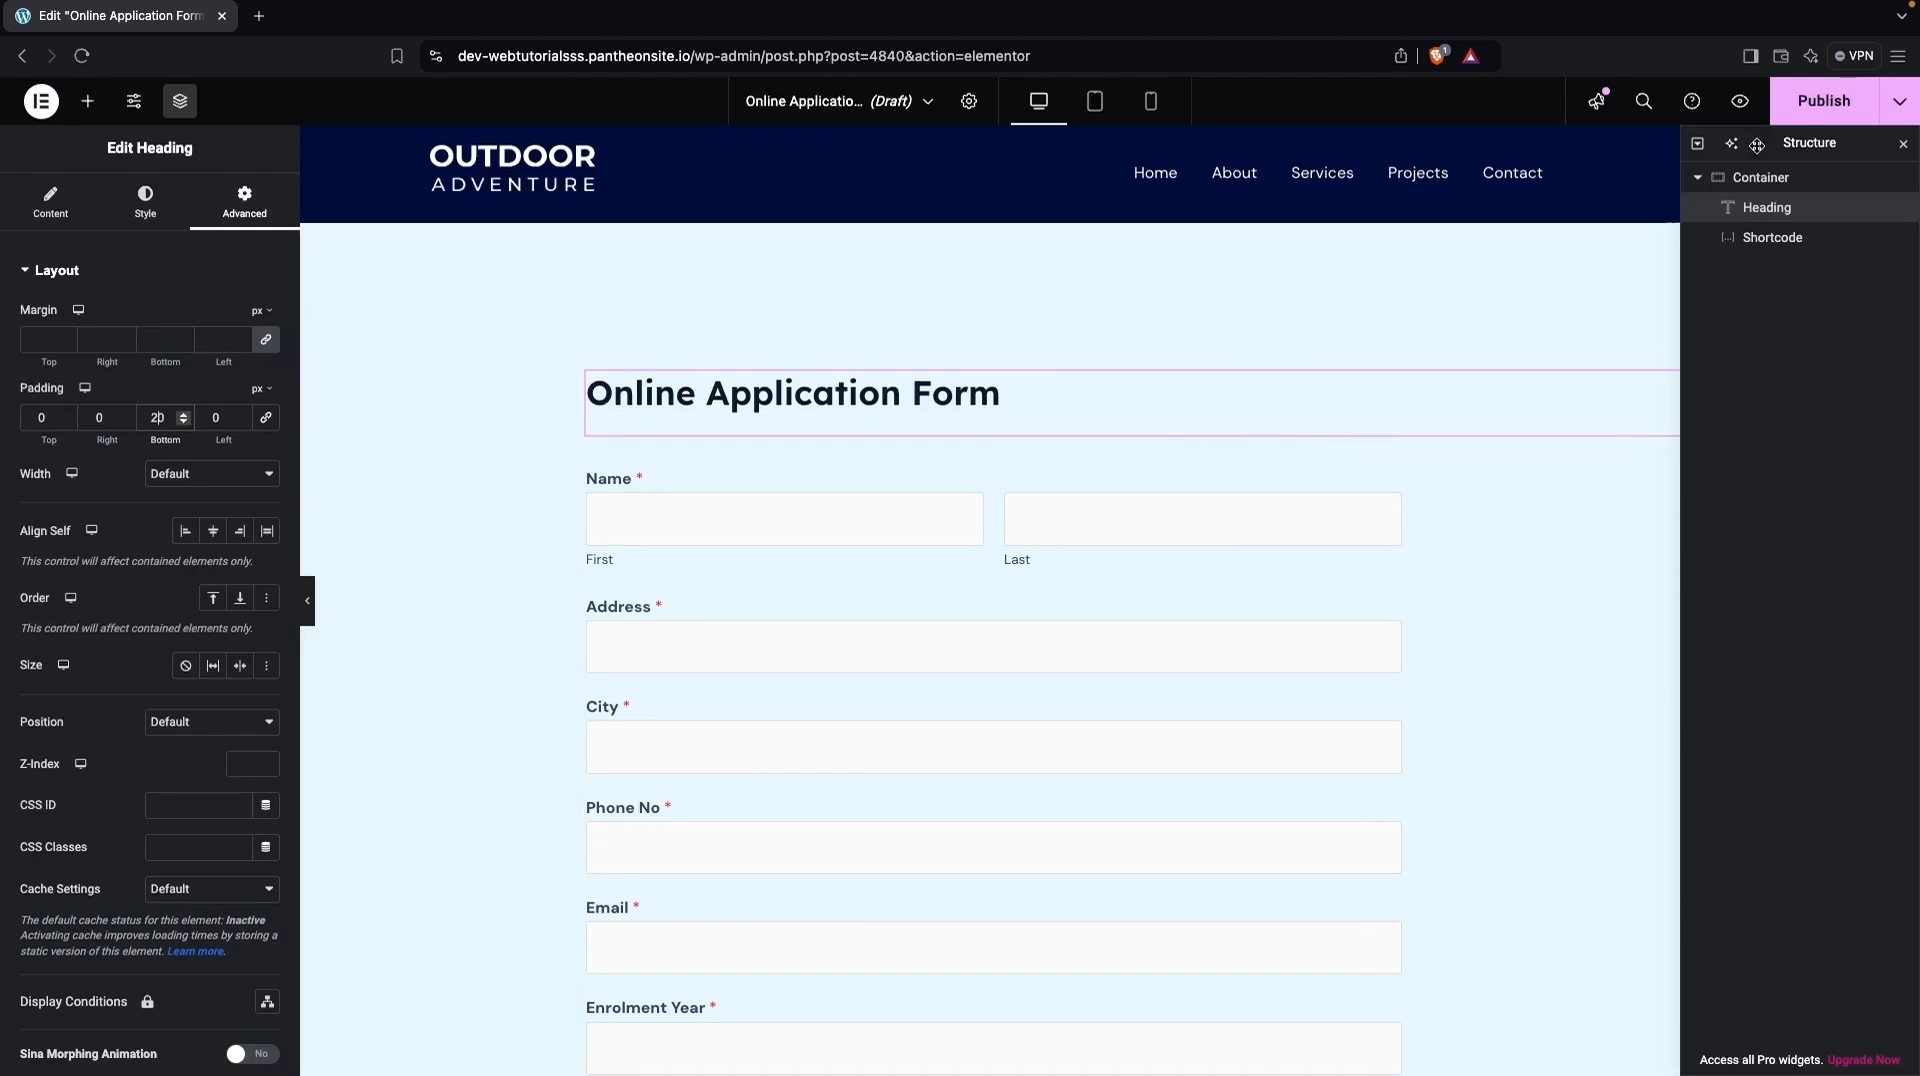 Edit "Online Application Form
dev-webtutorialsss.pantheonsite.io/wp-admin/post.php?post=4840&action=elementor
1
VPN
Online Applicatio... (Draft)
Publish
Edit Heading
Content
Style
Advanced
Layout
Margin
px
Top
Right
Bottom
Left
Padding
px
0
0
20
0
Top
Right
Bottom
Left
Width
Default
Align Self
This control will affect contained elements only.
Order
This control will affect contained elements only.
Size
Position
Default
Z-Index
CSS ID
CSS Classes
Cache Settings
Default
The default cache status for this element: Inactive
Activating cache improves loading times by storing a
static version of this element. Learn more.
Display Conditions
Sina Morphing Animation
No
OUTDOOR
ADVENTURE
Home
About
Services
Projects
Contact
Online Application Form
Name *
First
Last
Address *
City *
Phone No *
Email *
Enrolment Year *
Structure
Container
Heading
Shortcode
Access all Pro widgets. Upgrade Now